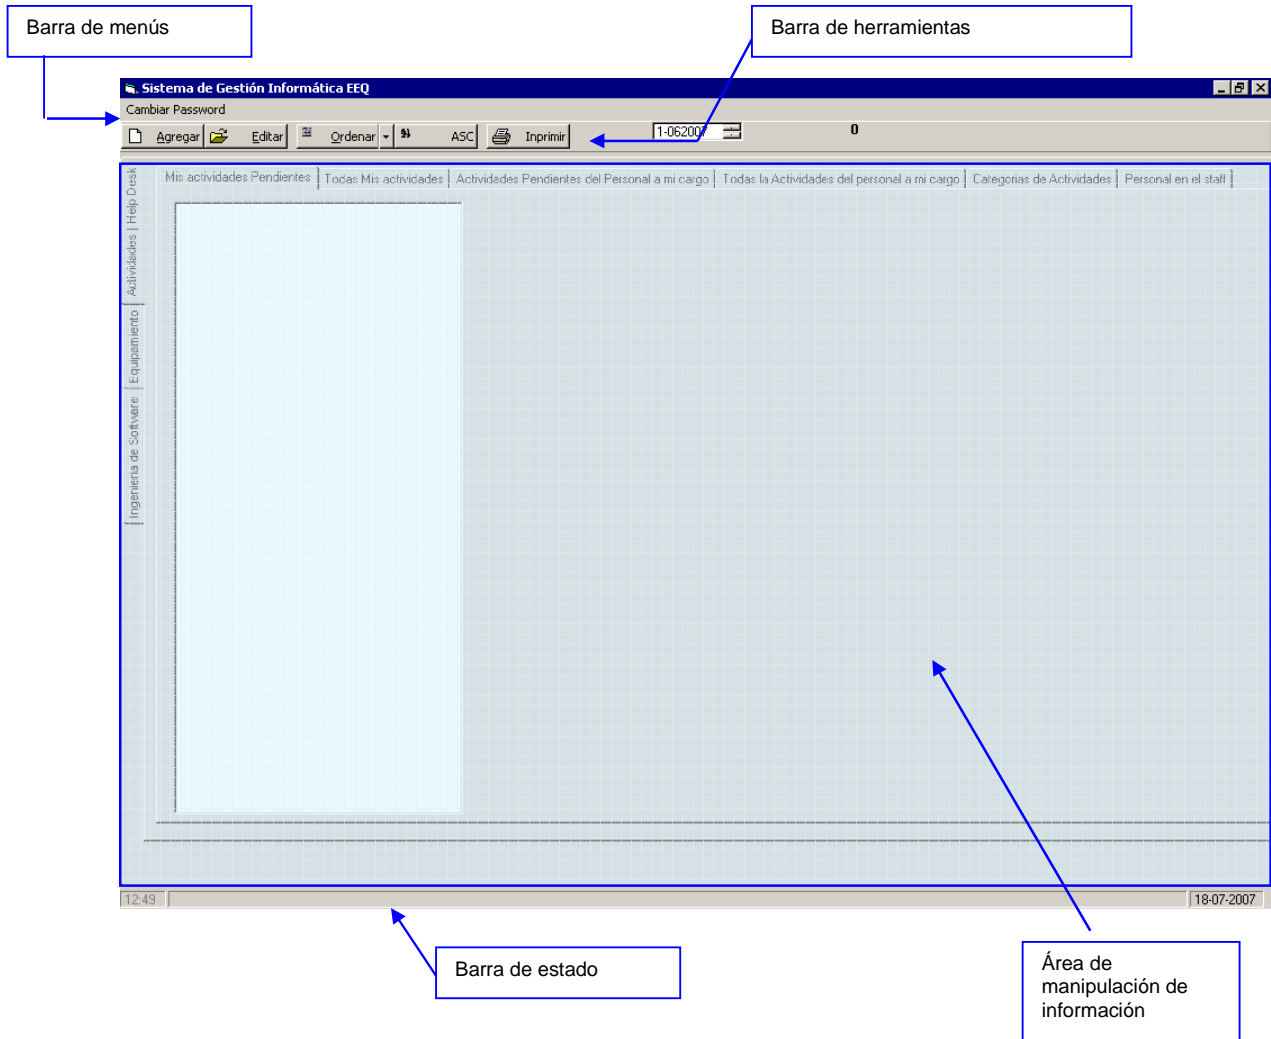 Barra de menús
Barra de herramientas
Sistema de Gestión Informática EEQ
Cambiar Password
Agregar Editar Ordenar ASC Inprimir 1-062007 0
Mis actividades Pendientes Todas Mis actividades Actividades Pendientes del Personal a mi cargo Todas la Actividades del personal a mi cargo Categorias de Actividades Personal en el staff
Actividades | Help Desk
Equipamiento
Ingenieria de Software
12:49
18-07-2007
Barra de estado
Área de
manipulación de
información